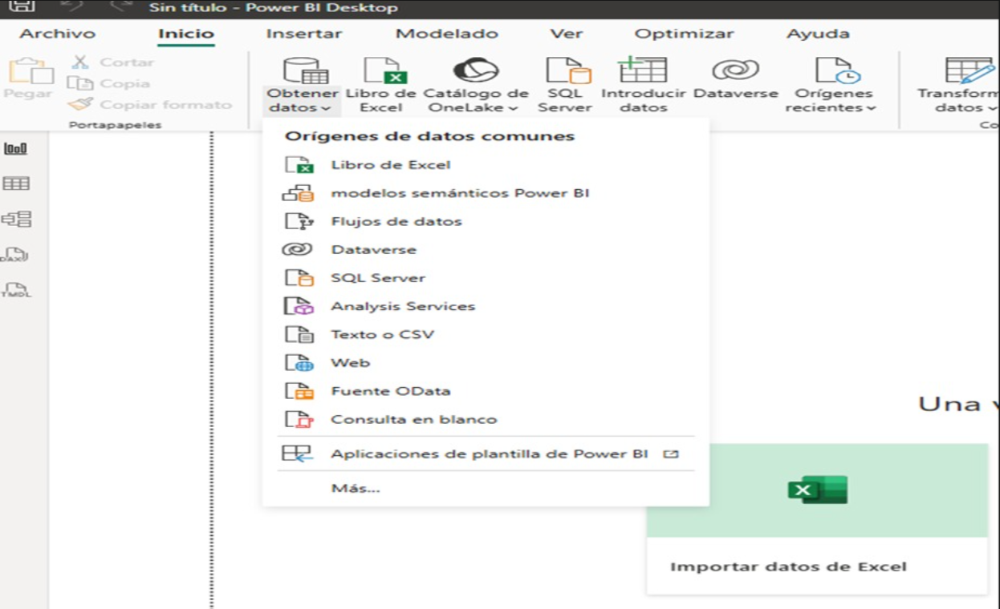 Sin título - Power BI Desktop
Archivo Inicio Insertar Modelado Ver Optimizar Ayuda
Pegar
Cortar
Copia
Copiar formato
Portapapeles
Obtener datos
Libro de Excel
Catálogo de OneLake
SQL Server
Introducir datos
Dataverse
Orígenes recientes
Transform
datos
Co
Orígenes de datos comunes
Libro de Excel
modelos semánticos Power BI
Flujos de datos
Dataverse
SQL Server
Analysis Services
Texto o CSV
Web
Fuente OData
Consulta en blanco
Aplicaciones de plantilla de Power BI
Más...
DAX
TMDL
Una v
Importar datos de Excel